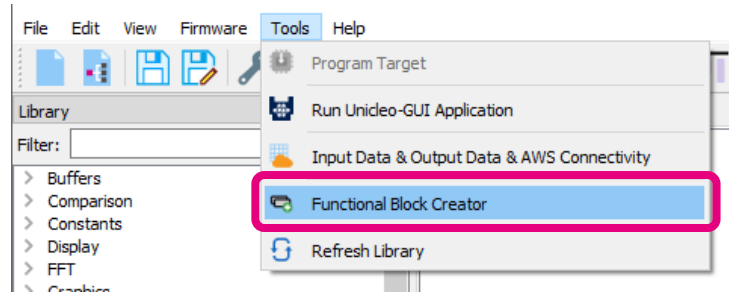 File Edit View Firmware Tools Help
Program Target
Library
Run Unicleo-GUI Application
Filter:
Input Data & Output Data & AWS Connectivity
Buffers
Comparison
Functional Block Creator
Constants
Display
Refresh Library
FFT
Graphics